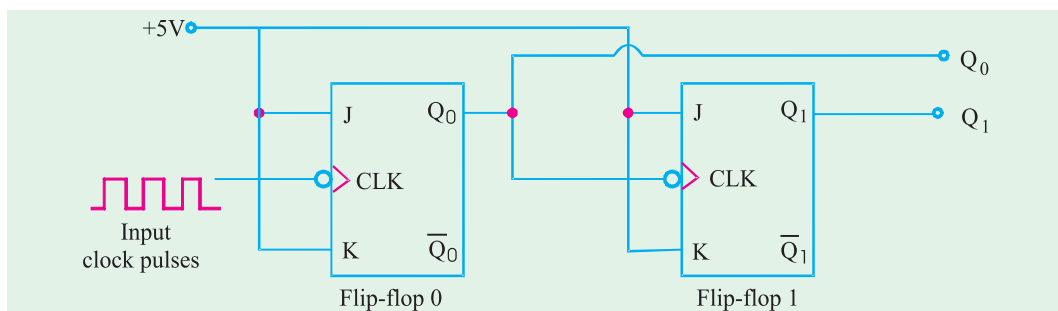 +5V
Q₀
J Q₀ J Q₁ Q₁
CLK CLK
Input
clock pulses
K Q̅₀ K Q̅₁
Flip-flop 0 Flip-flop 1